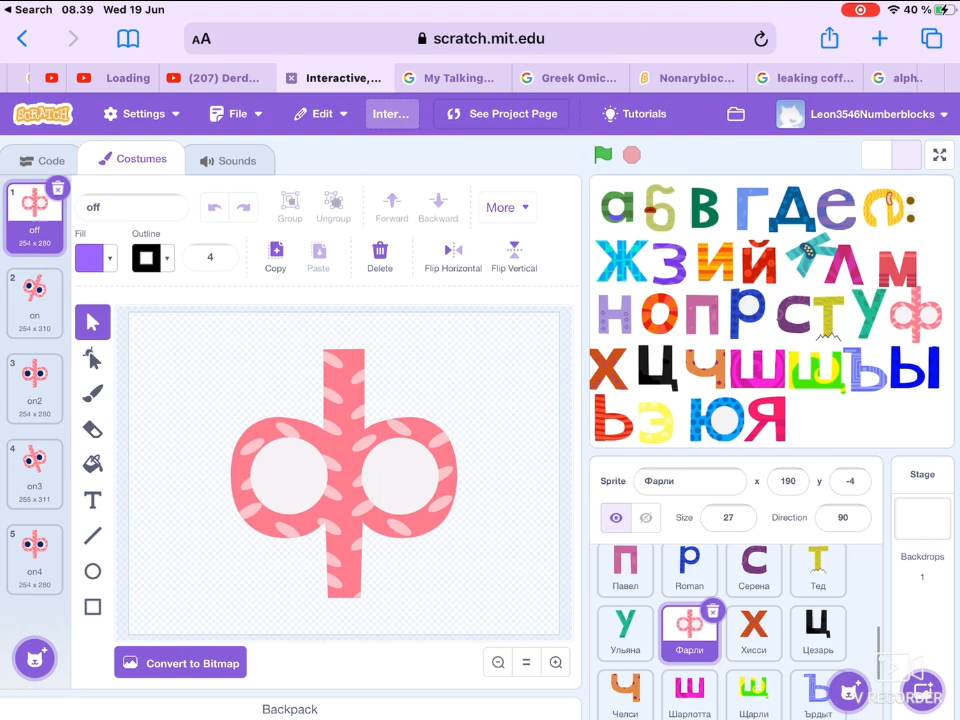 Search 08.39 Wed 19 Jun 40 %
AA scratch.mit.edu
Loading (207) Derd... Interactive,... My Talking... Greek Omic... Nonarybloc... leaking coff... alph..
SCRATCH Settings File Edit Inter... See Project Page Tutorials Leon3546Numberblocks
Code Costumes Sounds
1 off 254 x 280
2 on 254 x 310
3 on2 254 x 280
4 on3 255 x 311
5 on4 254 x 280
off Group Ungroup Forward Backward More
Fill Outline 4 Copy Paste Delete Flip Horizontal Flip Vertical
T
ф
Convert to Bitmap
Backpack
а б в г д е ё
ж з и й к л м
н о п р с т у ф
х ц ч ш щ ъ ы
ь э ю я
Sprite Фарли x 190 y -4
Size 27 Direction 90
Stage
Backdrops
1
П Р С Т
Павел Roman Серена Тед
У ф Х Ц
Ульяна Фарли Хисси Цезарь
Ч Ш Щ Ъ
Челси Шарлотта Щарли Ърдыт
V RECORDER